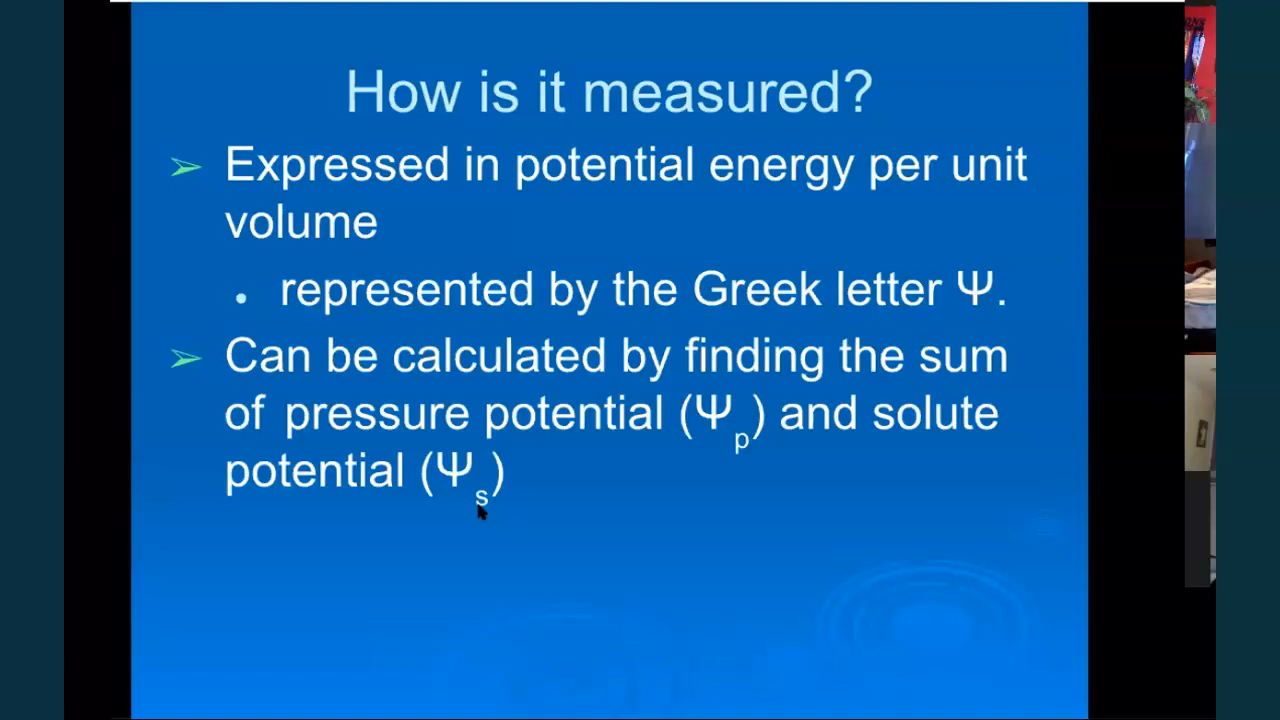 How is it measured?
➢ Expressed in potential energy per unit
volume
• represented by the Greek letter Ψ.
➢ Can be calculated by finding the sum
of pressure potential (Ψp) and solute
potential (Ψs)